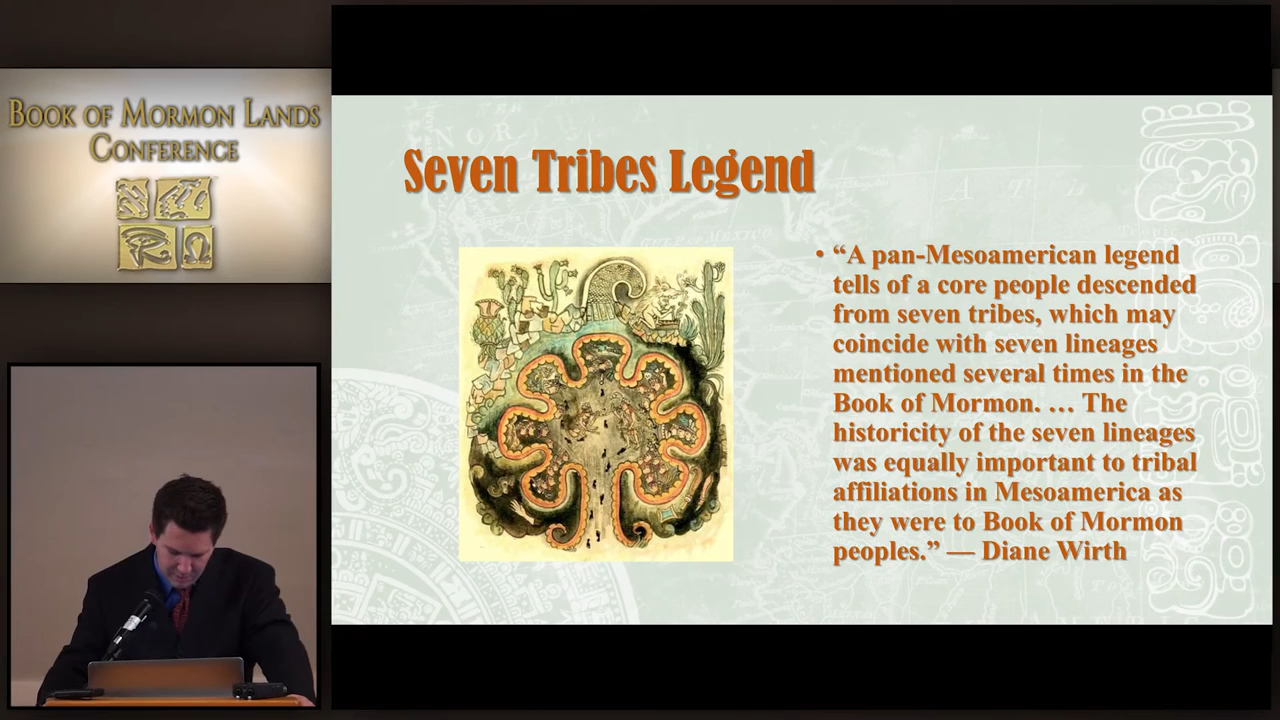 BOOK OF MORMON LANDS
CONFERENCE
Seven Tribes Legend
• “A pan-Mesoamerican legend
tells of a core people descended
from seven tribes, which may
coincide with seven lineages
mentioned several times in the
Book of Mormon. … The
historicity of the seven lineages
was equally important to tribal
affiliations in Mesoamerica as
they were to Book of Mormon
peoples.” — Diane Wirth